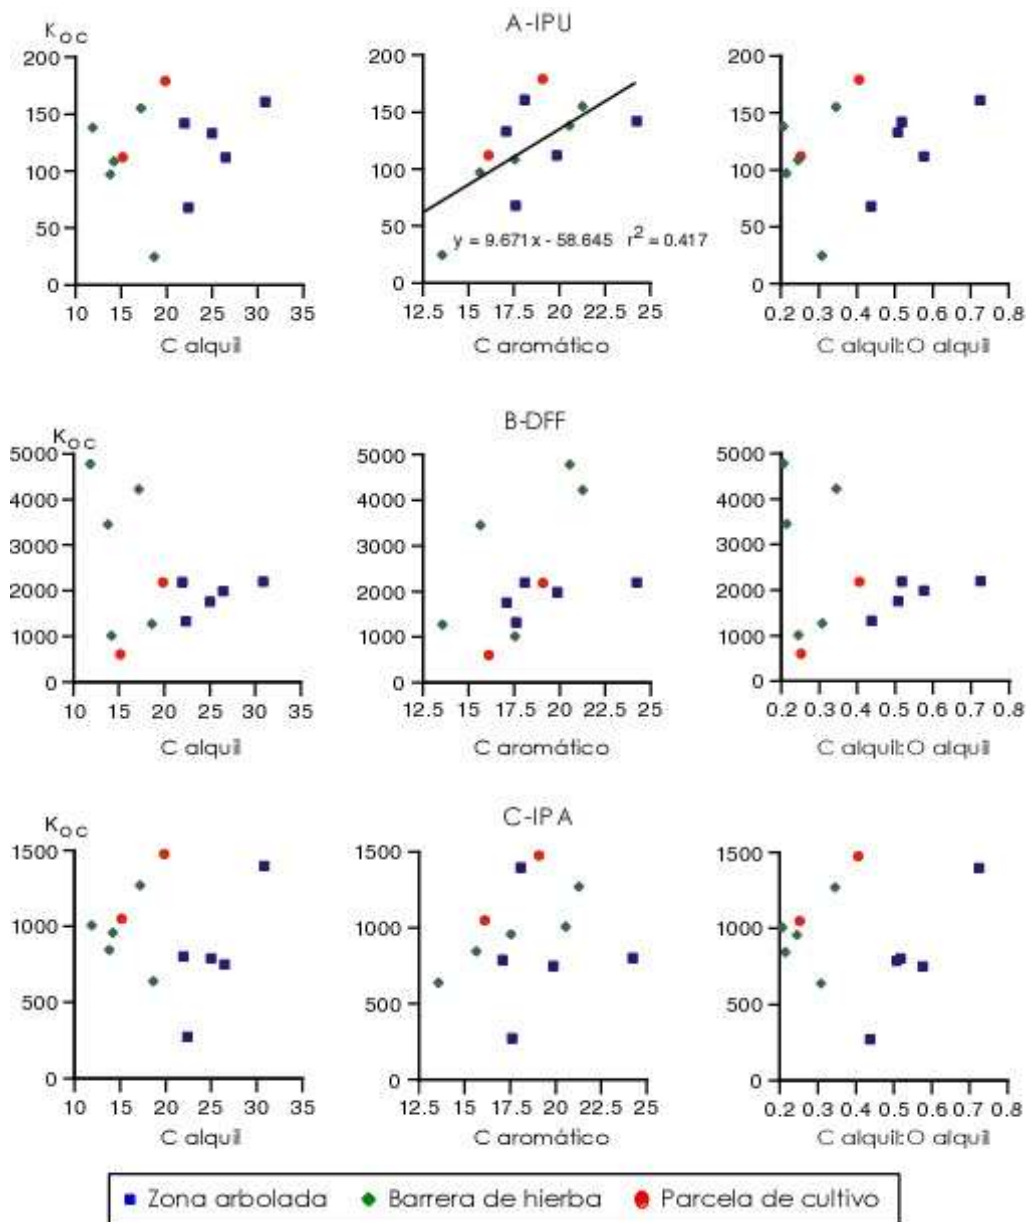 A-IPU
K oc
200 200 200
150 150 150
100 100 100
50 50 50
y = 9.671x - 58.645 r² = 0.417
0 0 0
10 15 20 25 30 35 12.5 15 17.5 20 22.5 25 0.2 0.3 0.4 0.5 0.6 0.7 0.8
C alquil C aromático C alquil:O alquil
B-DFF
K oc
5000 5000 5000
4000 4000 4000
3000 3000 3000
2000 2000 2000
1000 1000 1000
0 0 0
10 15 20 25 30 35 12.5 15 17.5 20 22.5 25 0.2 0.3 0.4 0.5 0.6 0.7 0.8
C alquil C aromático C alquil:O alquil
C-IPA
K oc
1500 1500 1500
1000 1000 1000
500 500 500
0 0 0
10 15 20 25 30 35 12.5 15 17.5 20 22.5 25 0.2 0.3 0.4 0.5 0.6 0.7 0.8
C alquil C aromático C alquil:O alquil
Zona arbolada Barrera de hierba Parcela de cultivo